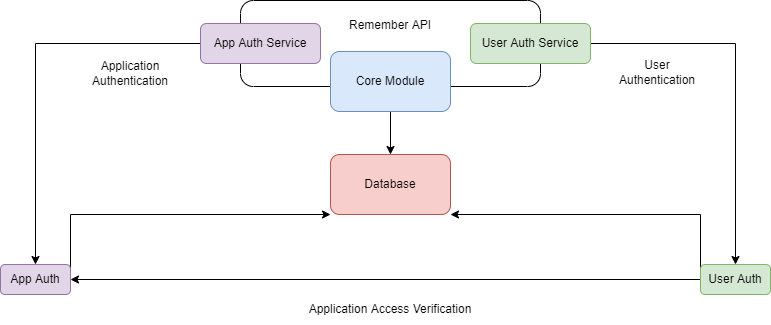 Remember API
App Auth Service
User Auth Service
Application
Authentication
User
Authentication
Core Module
Database
App Auth
User Auth
Application Access Verification